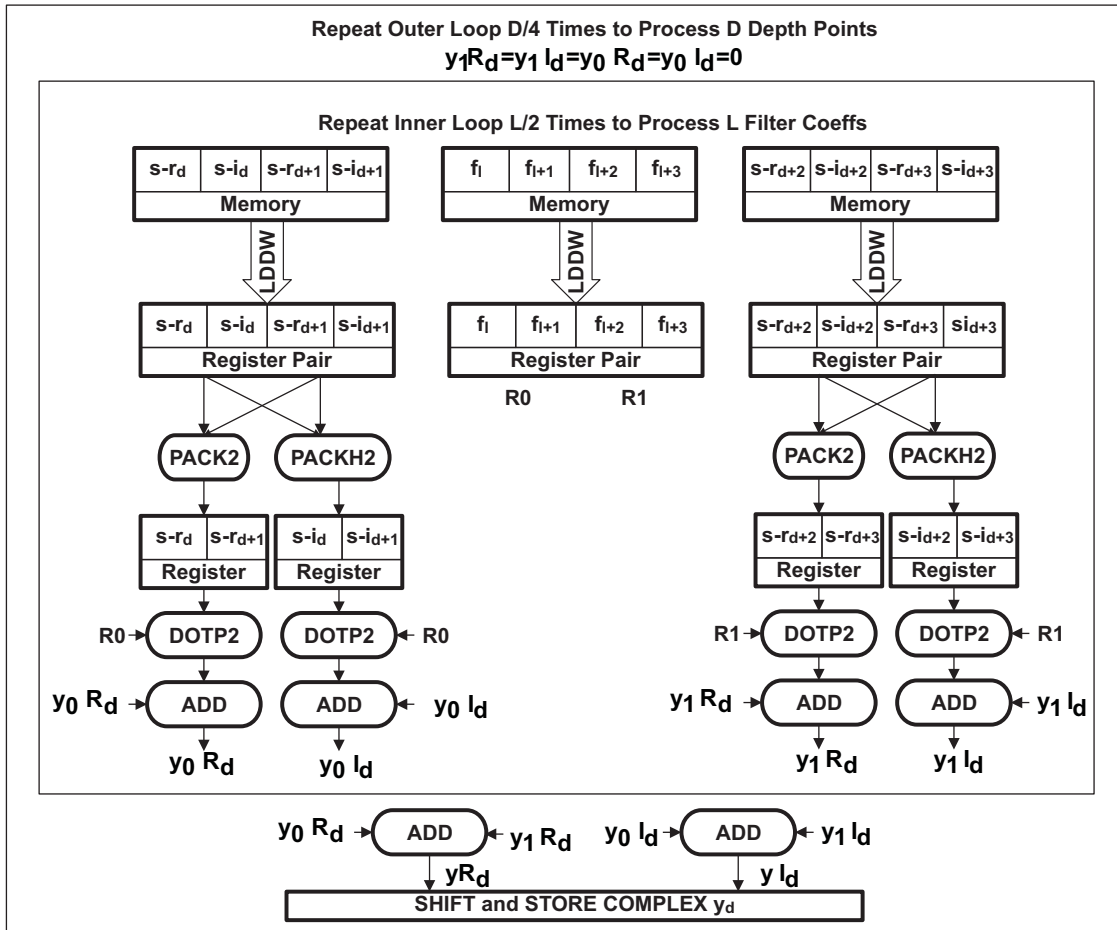 Repeat Outer Loop D/4 Times to Process D Depth Points
y1Rd=y1 Id=y0 Rd=y0 Id=0
Repeat Inner Loop L/2 Times to Process L Filter Coeffs
s-rd s-id s-rd+1 s-id+1
Memory
fl fl+1 fl+2 fl+3
Memory
s-rd+2 s-id+2 s-rd+3 s-id+3
Memory
LDDW
LDDW
LDDW
s-rd s-id s-rd+1 s-id+1
Register Pair
fl fl+1 fl+2 fl+3
Register Pair
s-rd+2 s-id+2 s-rd+3 sid+3
Register Pair
R0 R1
PACK2 PACKH2
PACK2 PACKH2
s-rd s-rd+1
Register
s-id s-id+1
Register
s-rd+2 s-rd+3
Register
s-id+2 s-id+3
Register
R0 DOTP2 DOTP2 R0
R1 DOTP2 DOTP2 R1
y0 Rd ADD ADD y0 Id
y1 Rd ADD ADD y1 Id
y0 Rd y0 Id
y1 Rd y1 Id
y0 Rd ADD y1 Rd
y0 Id ADD y1 Id
yRd y Id
SHIFT and STORE COMPLEX yd